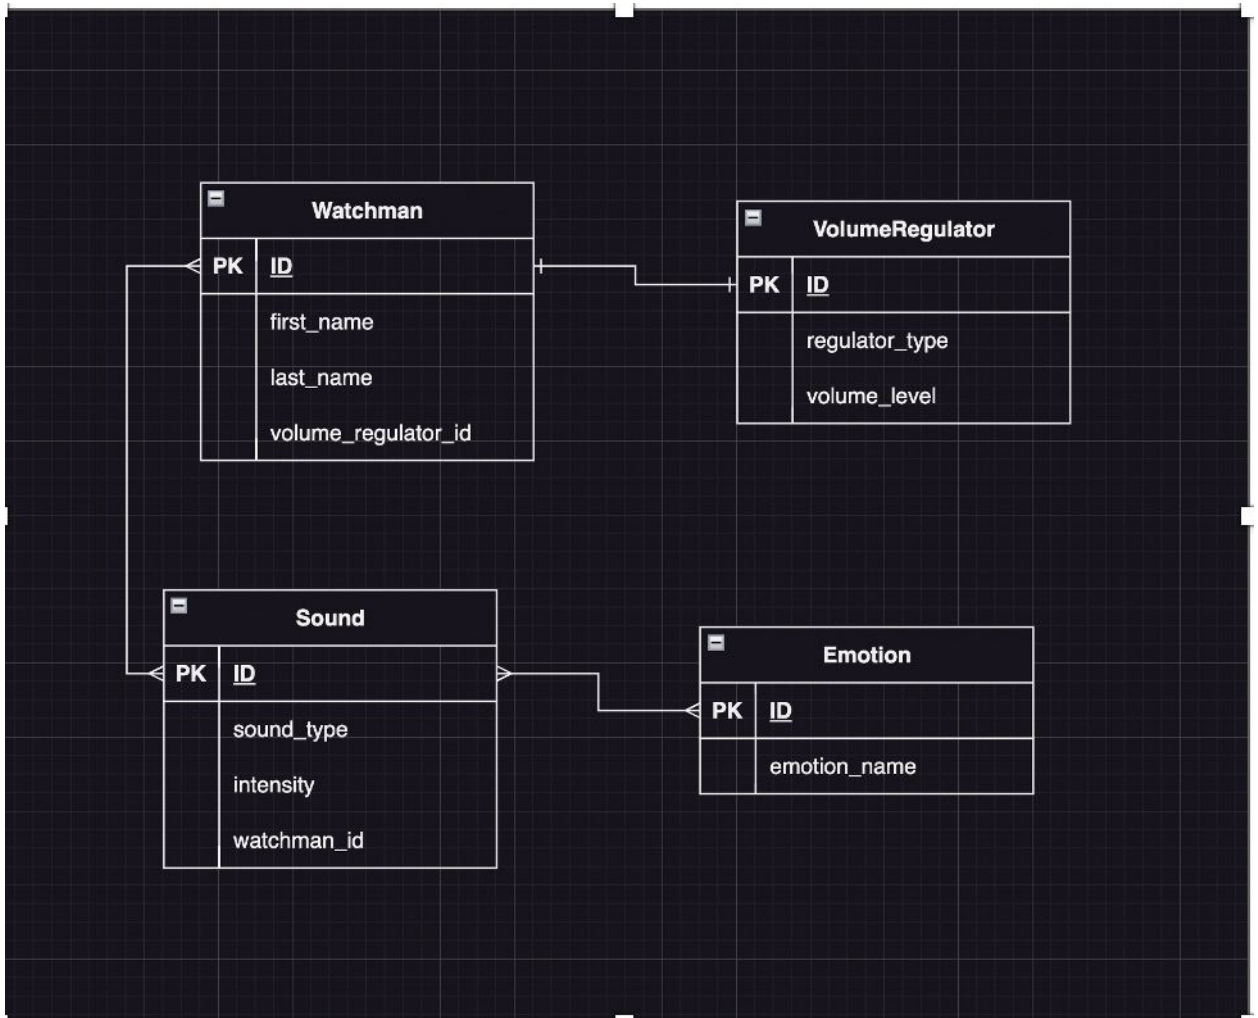 Watchman
PK ID
first_name
last_name
volume_regulator_id
VolumeRegulator
PK ID
regulator_type
volume_level
Sound
PK ID
sound_type
intensity
watchman_id
Emotion
PK ID
emotion_name